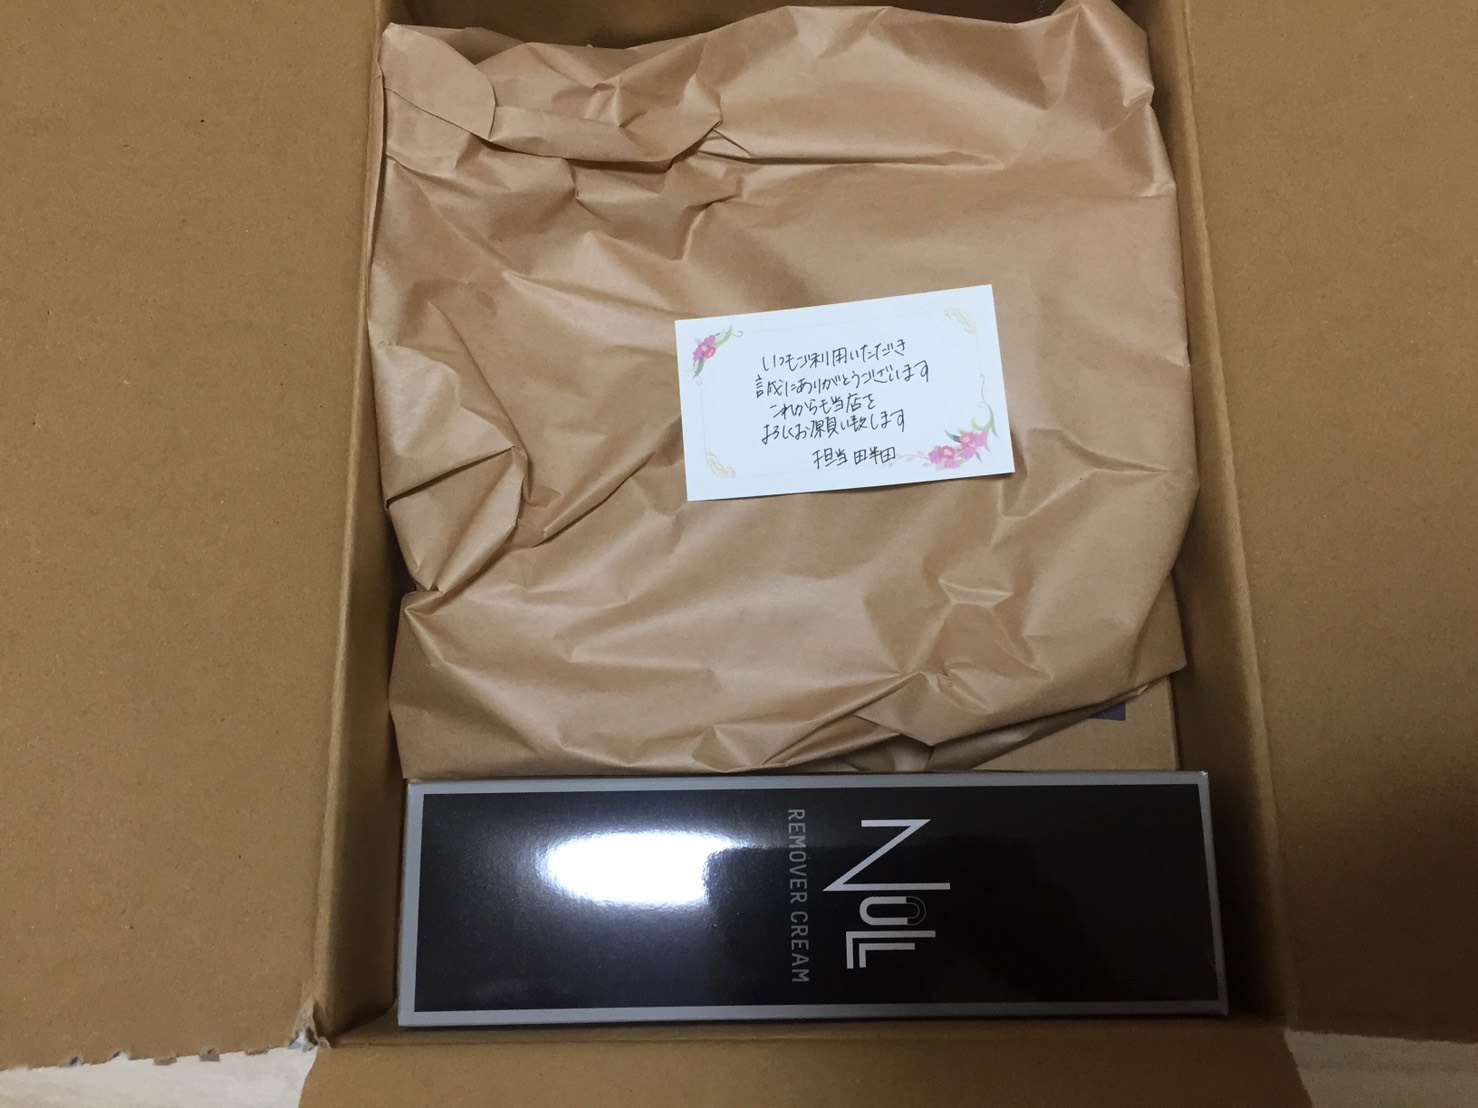 いつもご利用いただき
誠にありがとうございます
これからも当店を
よろしくお願い致します
担当 田畔田
NULL
REMOVER CREAM